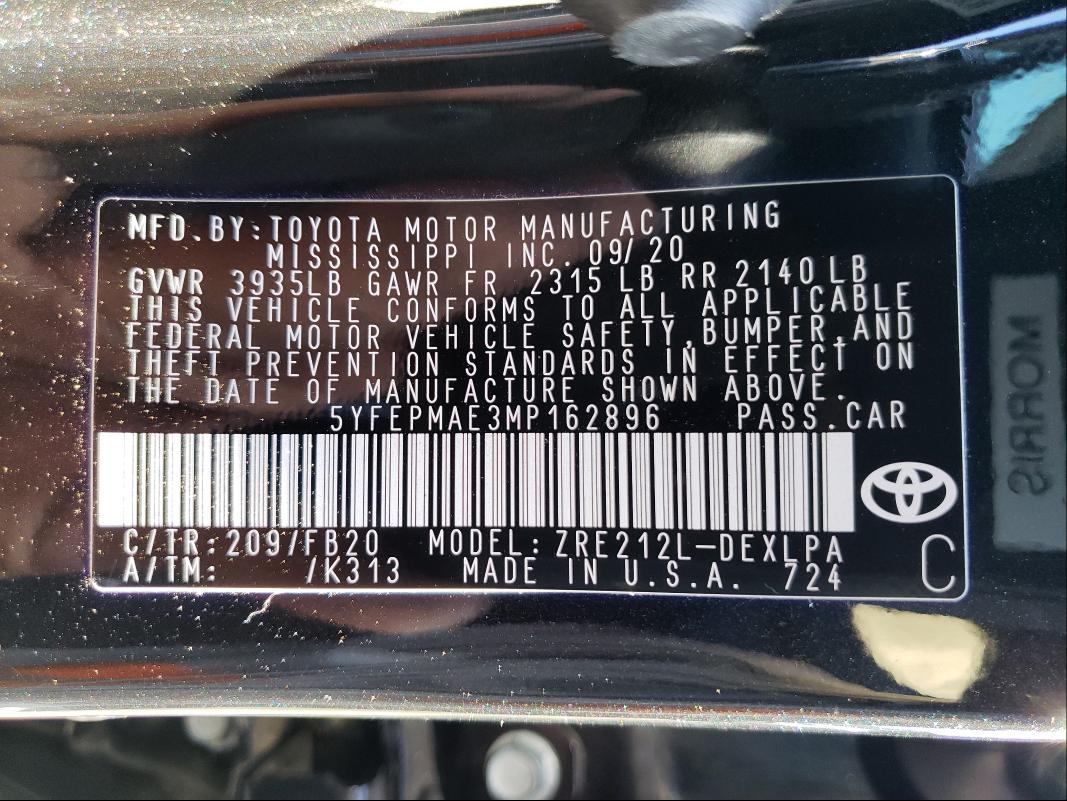 MFD.BY:TOYOTA MOTOR MANUFACTURING
MISSISSIPPI INC. 09/20
GVWR 3935LB GAWR FR 2315 LB RR 2140 LB
THIS VEHICLE CONFORMS TO ALL APPLICABLE
FEDERAL MOTOR VEHICLE SAFETY,BUMPER,AND
THEFT PREVENTION STANDARDS IN EFFECT ON
THE DATE OF MANUFACTURE SHOWN ABOVE.
5YFEPMAE3MP162896 PASS.CAR
C/TR:209/FB20 MODEL:ZRE212L-DEXLPA
A/TM: /K313 MADE IN U.S.A. 724
C
MORRIS